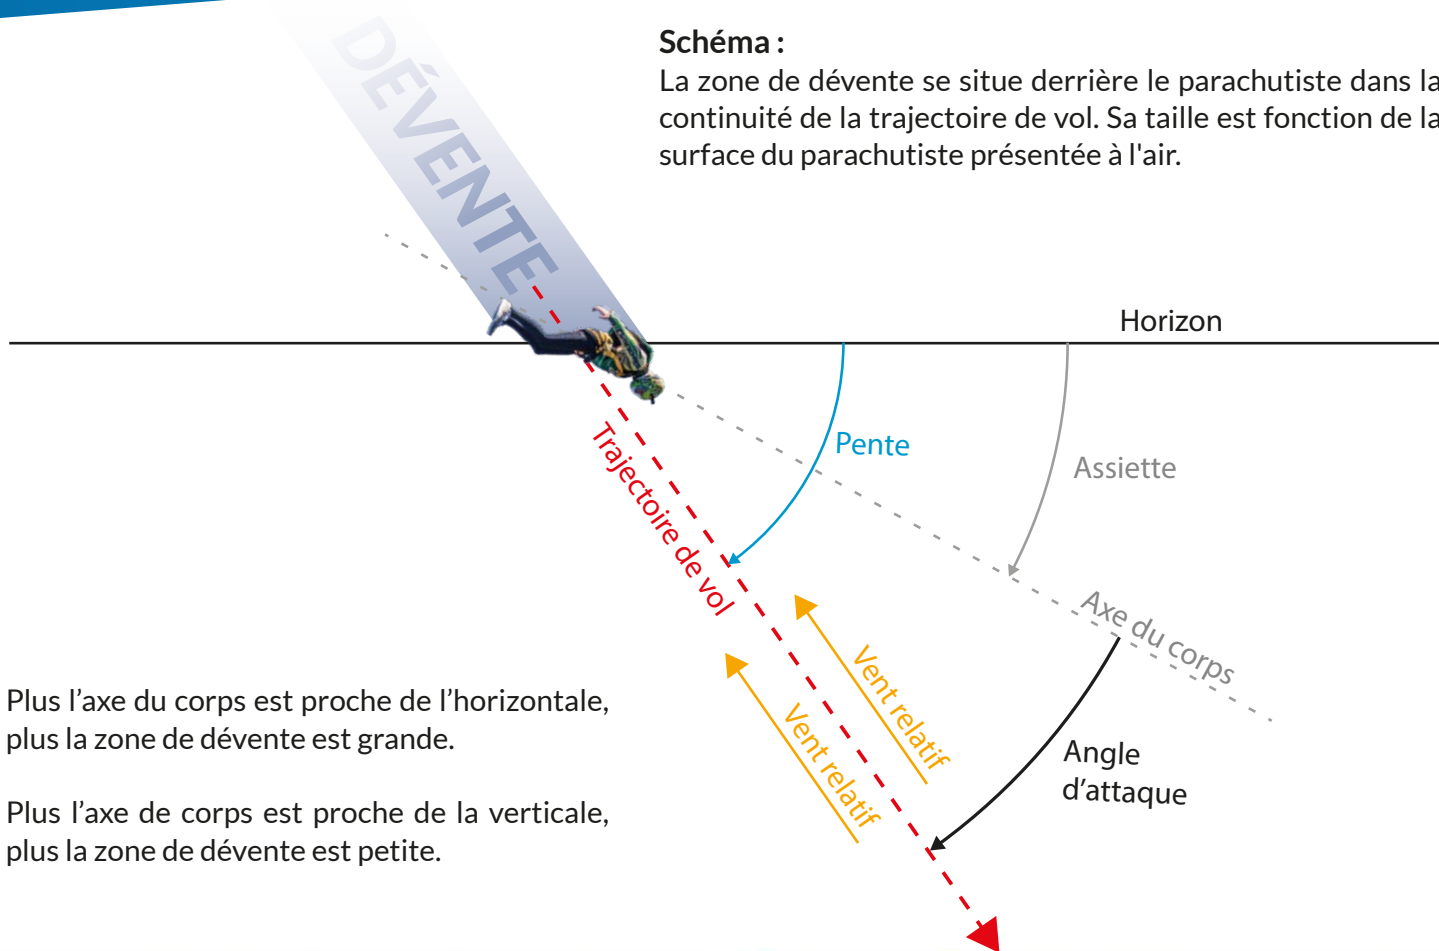 DÉVENTE
Schéma :
La zone de dévente se situe derrière le parachutiste dans la
continuité de la trajectoire de vol. Sa taille est fonction de la
surface du parachutiste présentée à l'air.
Horizon
Pente
Assiette
Trajectoire de vol
Axe du corps
Vent relatif
Vent relatif
Angle
d’attaque
Plus l’axe du corps est proche de l’horizontale,
plus la zone de dévente est grande.
Plus l’axe de corps est proche de la verticale,
plus la zone de dévente est petite.